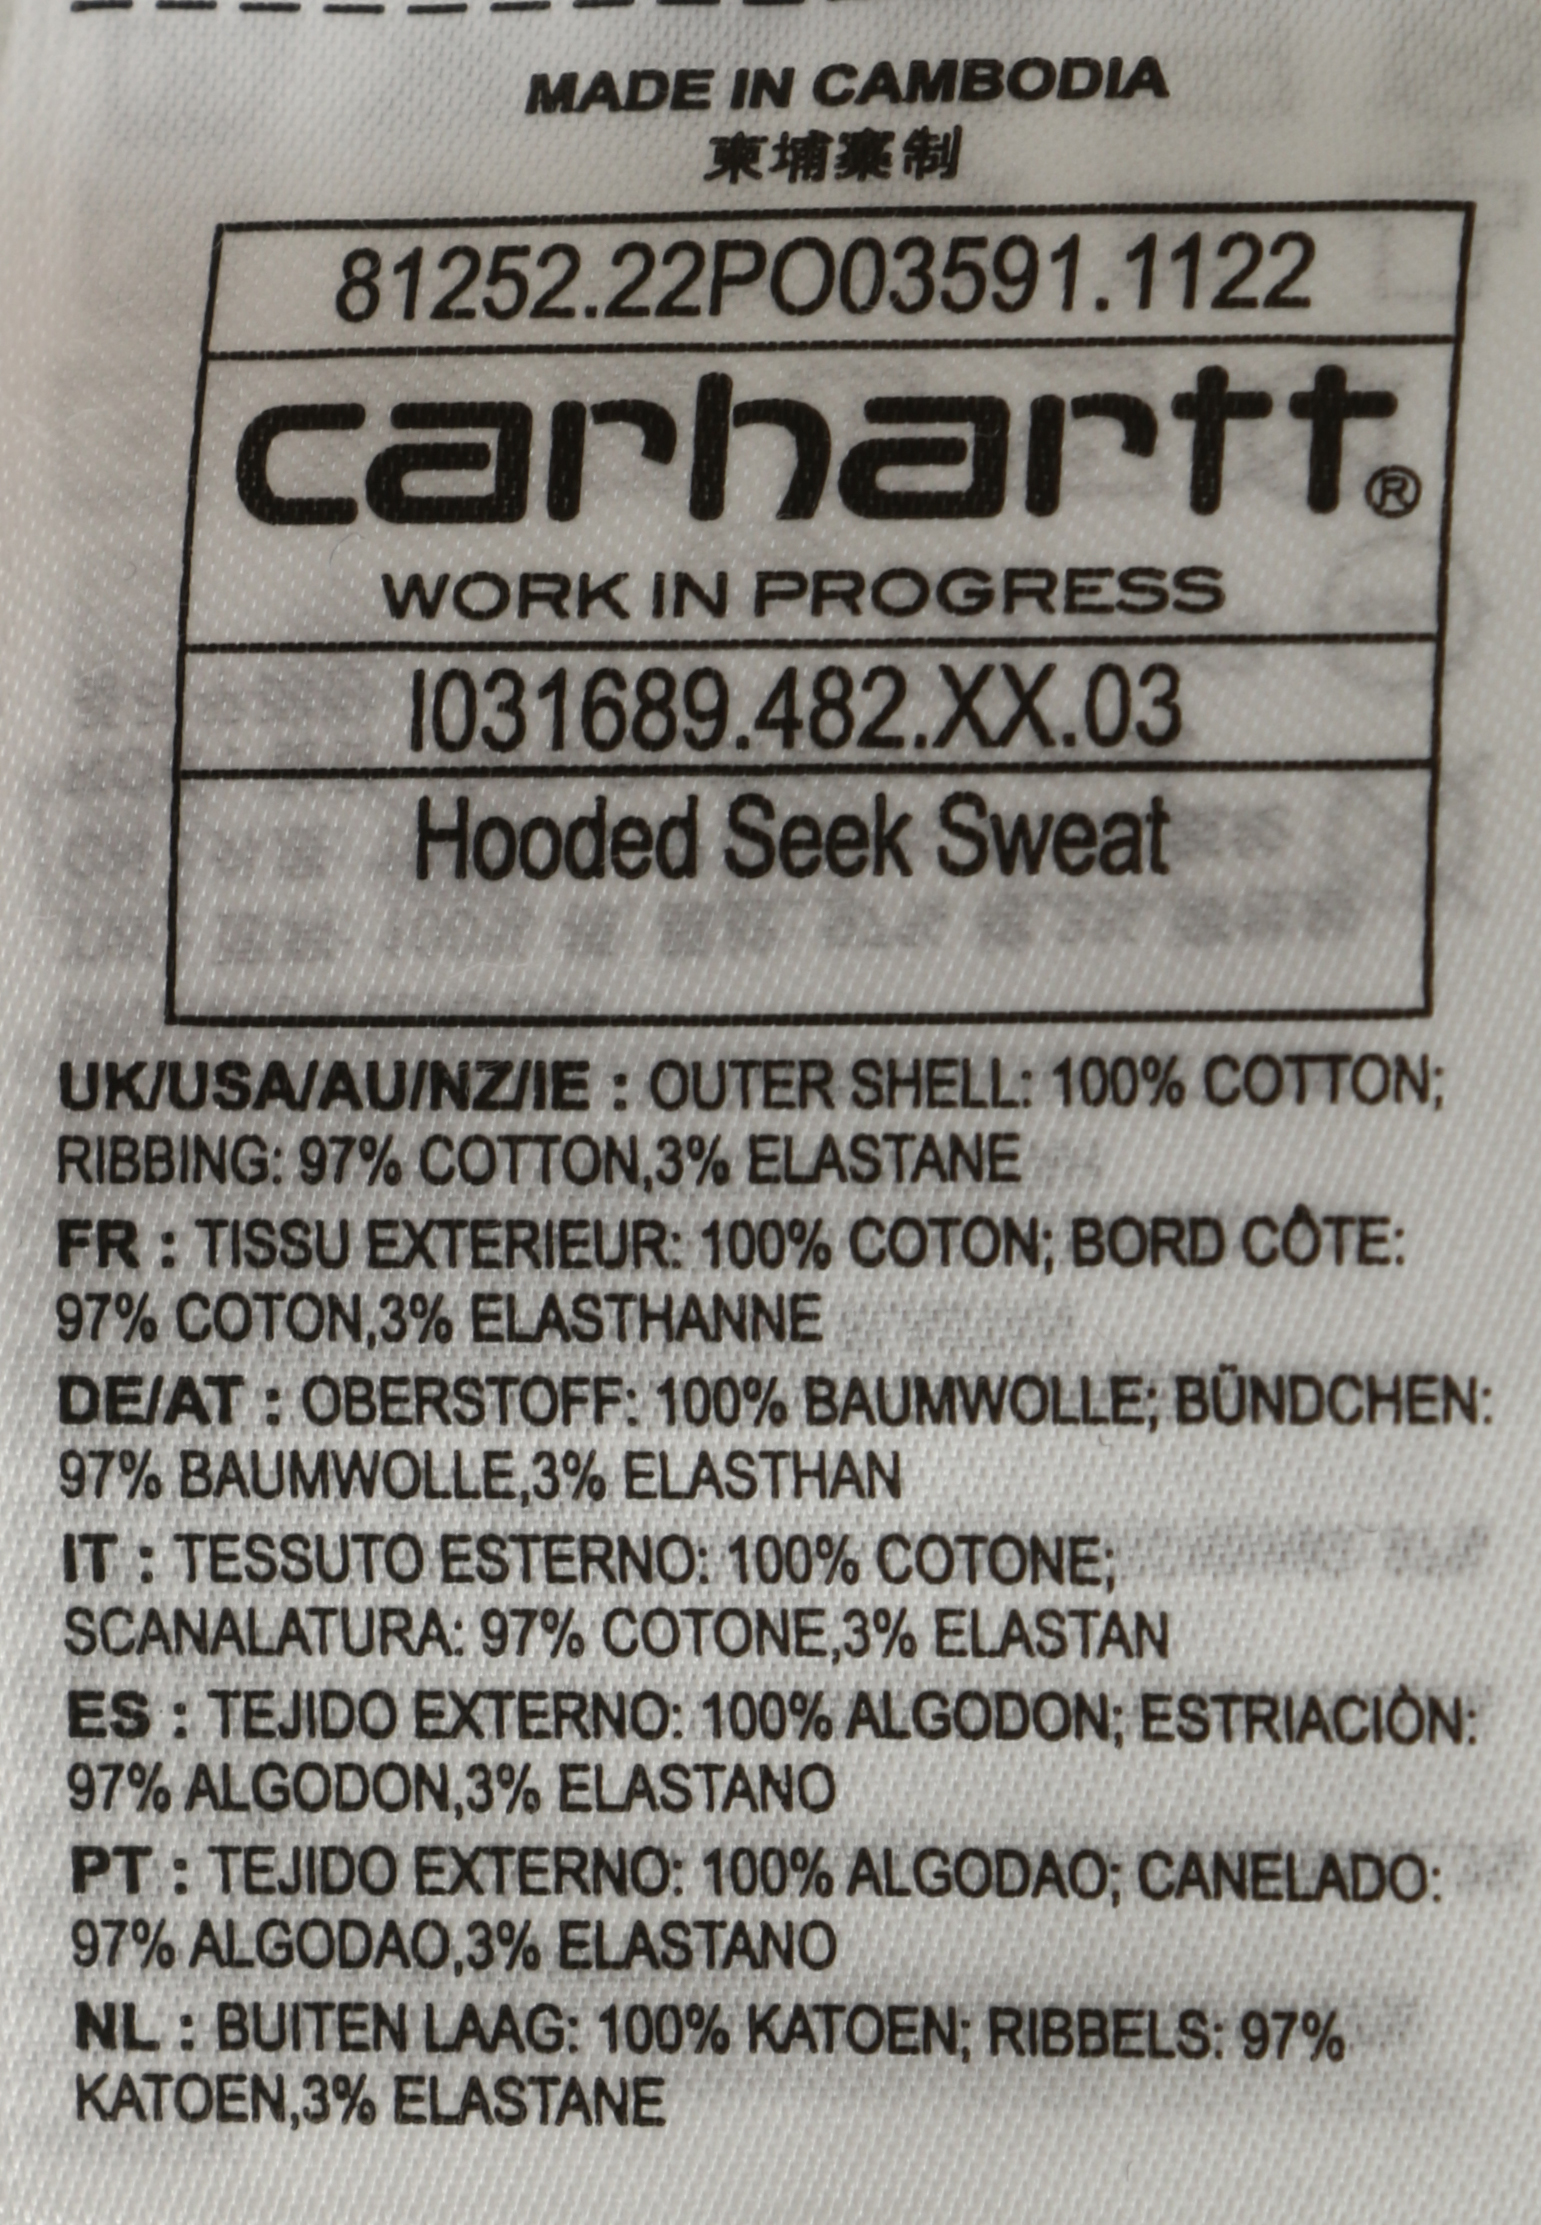 MADE IN CAMBODIA
柬埔寨制
81252.22PO03591.1122
carhartt®
WORK IN PROGRESS
I031689.482.XX.03
Hooded Seek Sweat
UK/USA/AU/NZ/IE : OUTER SHELL: 100% COTTON;
RIBBING: 97% COTTON,3% ELASTANE
FR : TISSU EXTERIEUR: 100% COTON; BORD CÔTE:
97% COTON,3% ELASTHANNE
DE/AT : OBERSTOFF: 100% BAUMWOLLE; BÜNDCHEN:
97% BAUMWOLLE,3% ELASTHAN
IT : TESSUTO ESTERNO: 100% COTONE;
SCANALATURA: 97% COTONE,3% ELASTAN
ES : TEJIDO EXTERNO: 100% ALGODON; ESTRIACIÓN:
97% ALGODON,3% ELASTANO
PT : TEJIDO EXTERNO: 100% ALGODAO; CANELADO:
97% ALGODAO,3% ELASTANO
NL : BUITEN LAAG: 100% KATOEN; RIBBELS: 97%
KATOEN,3% ELASTANE